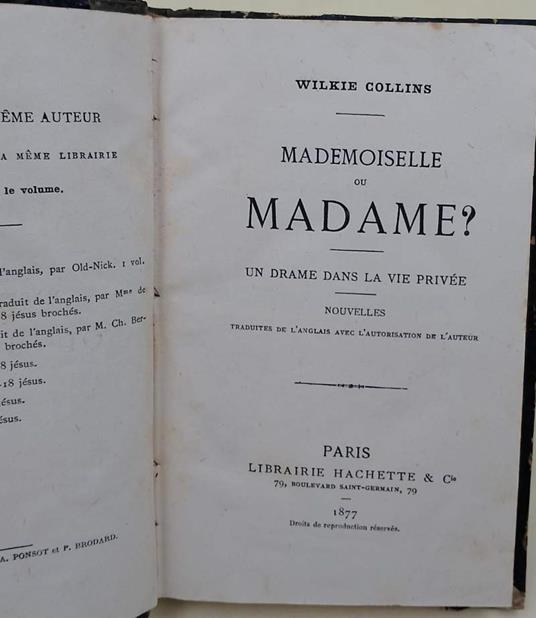 ÊME AUTEUR
A MÊME LIBRAIRIE
le volume.
l'anglais, par Old-Nick. 1 vol.
raduit de l'anglais, par Mme de
8 jésus brochés.
it de l'anglais, par M. Ch. Ber-
brochés.
8 jésus.
-18 jésus.
ésus.
ésus.
A. PONSOT et P. BRODARD.
WILKIE COLLINS
MADEMOISELLE
OU
MADAME?
UN DRAME DANS LA VIE PRIVÉE
NOUVELLES
TRADUITES DE L'ANGLAIS AVEC L'AUTORISATION DE L'AUTEUR
PARIS
LIBRAIRIE HACHETTE & Cie
79, BOULEVARD SAINT-GERMAIN, 79
1877
Droits de reproduction réservés.